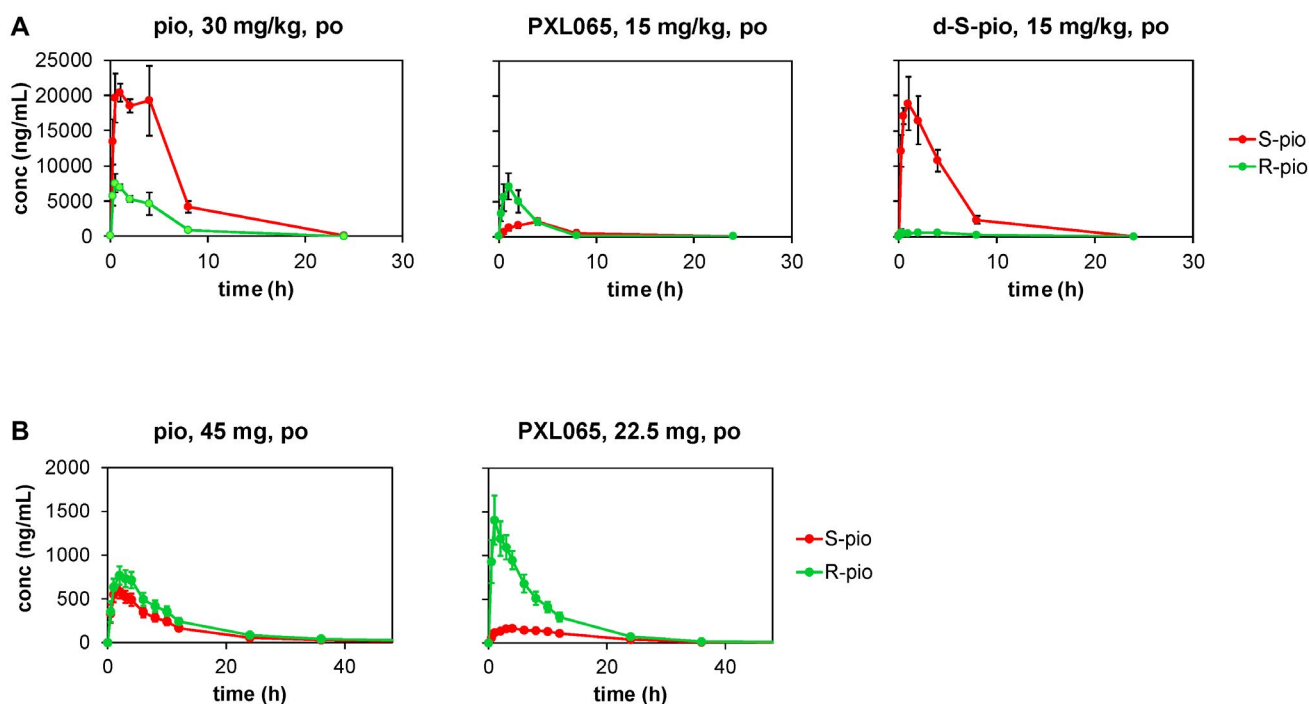 A
pio, 30 mg/kg, po
PXL065, 15 mg/kg, po
d-S-pio, 15 mg/kg, po
conc (ng/mL)
25000
20000
15000
10000
5000
0
0 10 20 30
0 10 20 30
0 10 20 30
time (h)
time (h)
time (h)
S-pio
R-pio
B
pio, 45 mg, po
PXL065, 22.5 mg, po
conc (ng/mL)
2000
1500
1000
500
0
0 20 40
0 20 40
time (h)
time (h)
S-pio
R-pio